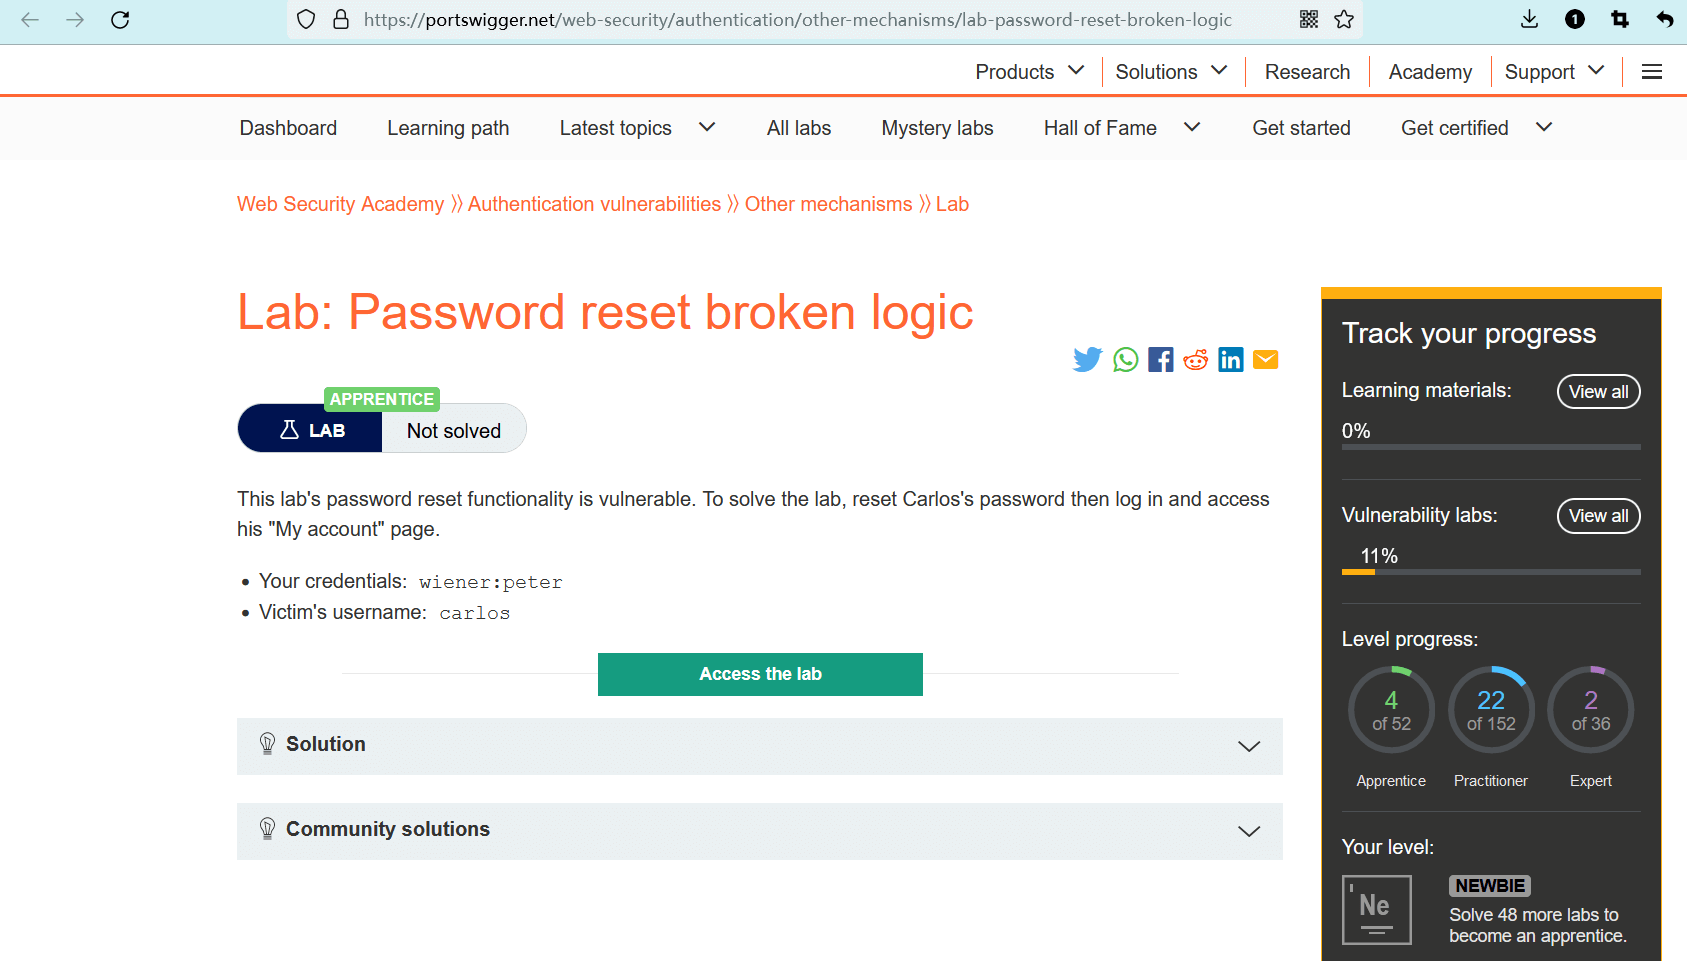 https://portswigger.net/web-security/authentication/other-mechanisms/lab-password-reset-broken-logic
1
Products Solutions Research Academy Support
Dashboard Learning path Latest topics All labs Mystery labs Hall of Fame Get started Get certified
Web Security Academy 》 Authentication vulnerabilities 》 Other mechanisms 》 Lab
Lab: Password reset broken logic
APPRENTICE
LAB Not solved
This lab's password reset functionality is vulnerable. To solve the lab, reset Carlos's password then log in and access
his "My account" page.
• Your credentials: wiener:peter
• Victim's username: carlos
Access the lab
Solution
Community solutions
Track your progress
Learning materials: View all
0%
Vulnerability labs: View all
11%
Level progress:
4 22 2
of 52 of 152 of 36
Apprentice Practitioner Expert
Your level:
Ne
NEWBIE
Solve 48 more labs to
become an apprentice.